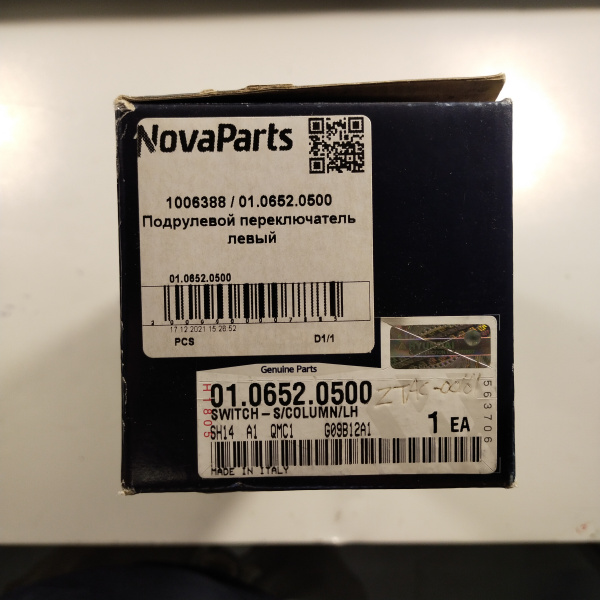 NovaParts
1006388 / 01.0652.0500
Подрулевой переключатель
левый
01.0652.0500
17.12.2021 15:28:52
PCS D1/1
Genuine Parts
01.0652.0500
SWITCH-S/COLUMN/LH
SH14 A1 QMC1 G09B12A1
1 EA
MADE IN ITALY
H1805
563706